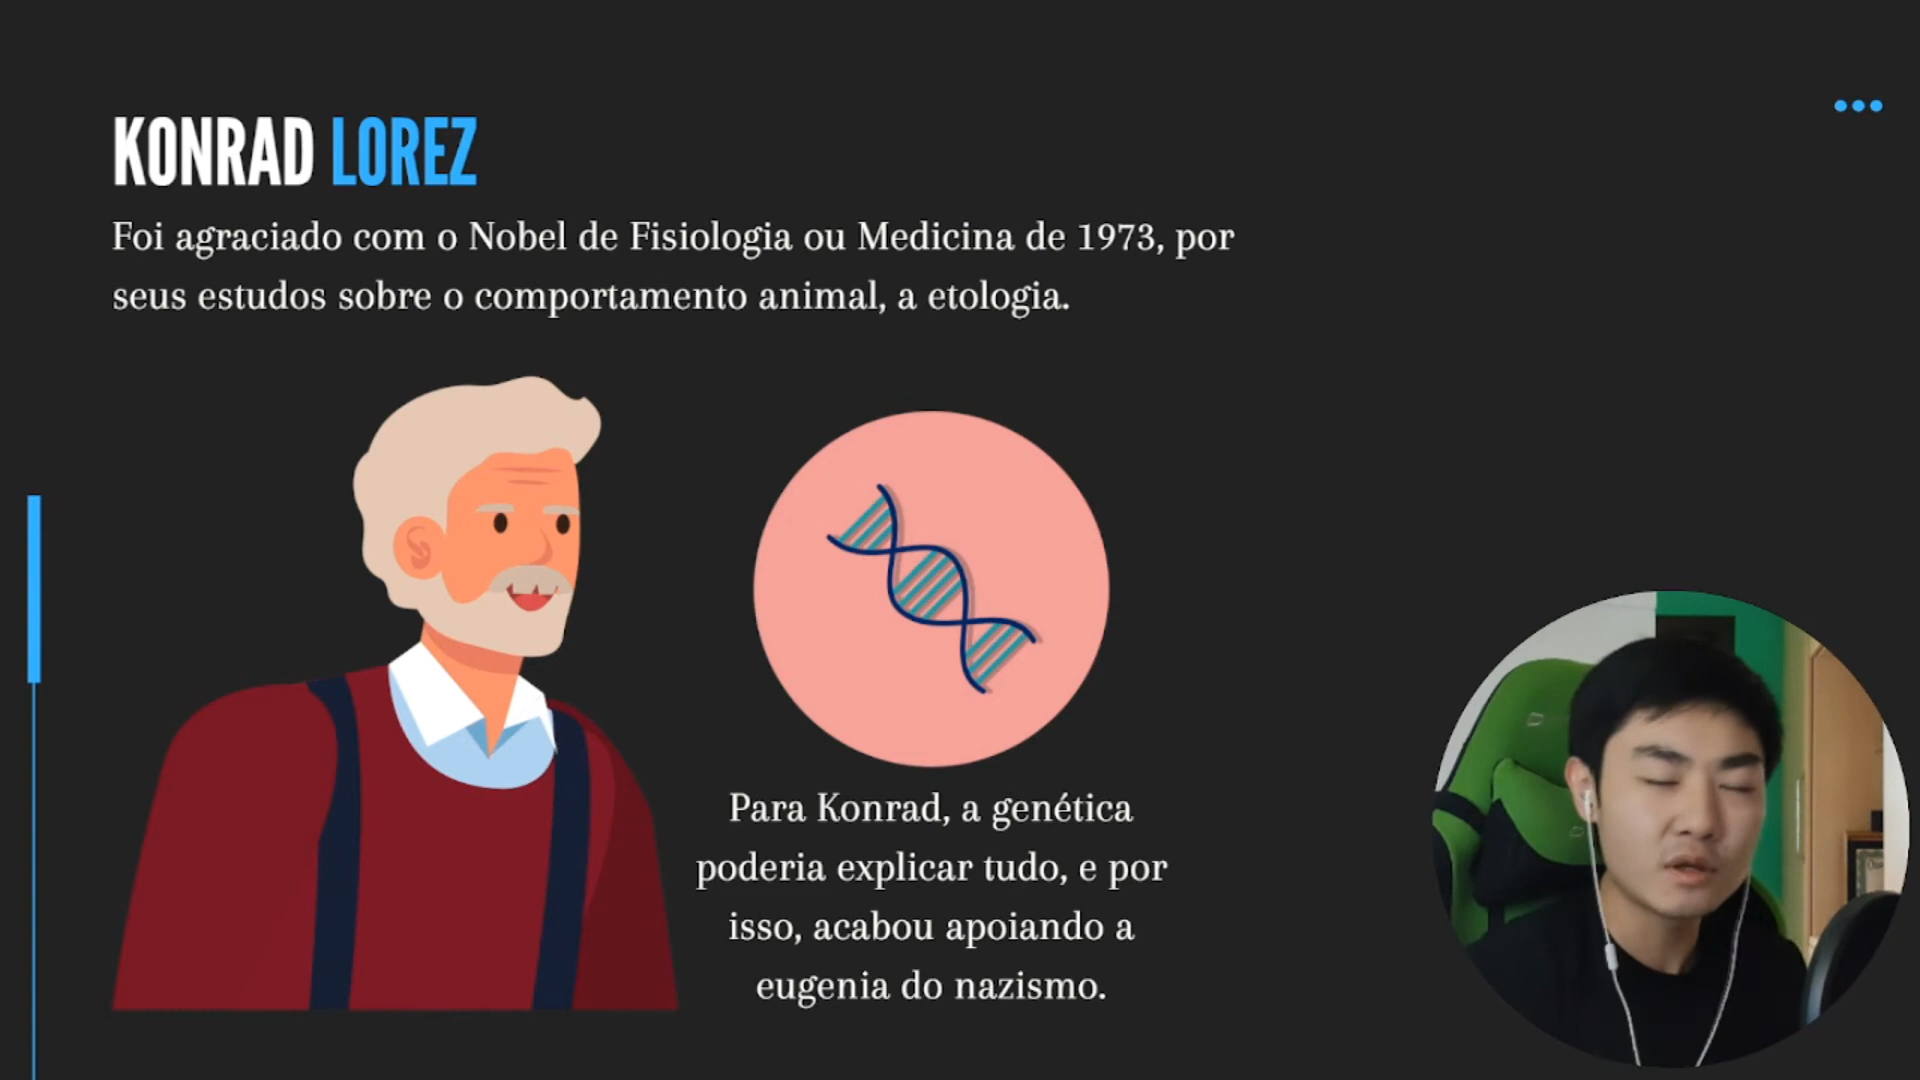 KONRAD LOREZ
Foi agraciado com o Nobel de Fisiologia ou Medicina de 1973, por
seus estudos sobre o comportamento animal, a etologia.
Para Konrad, a genética
poderia explicar tudo, e por
isso, acabou apoiando a
eugenia do nazismo.